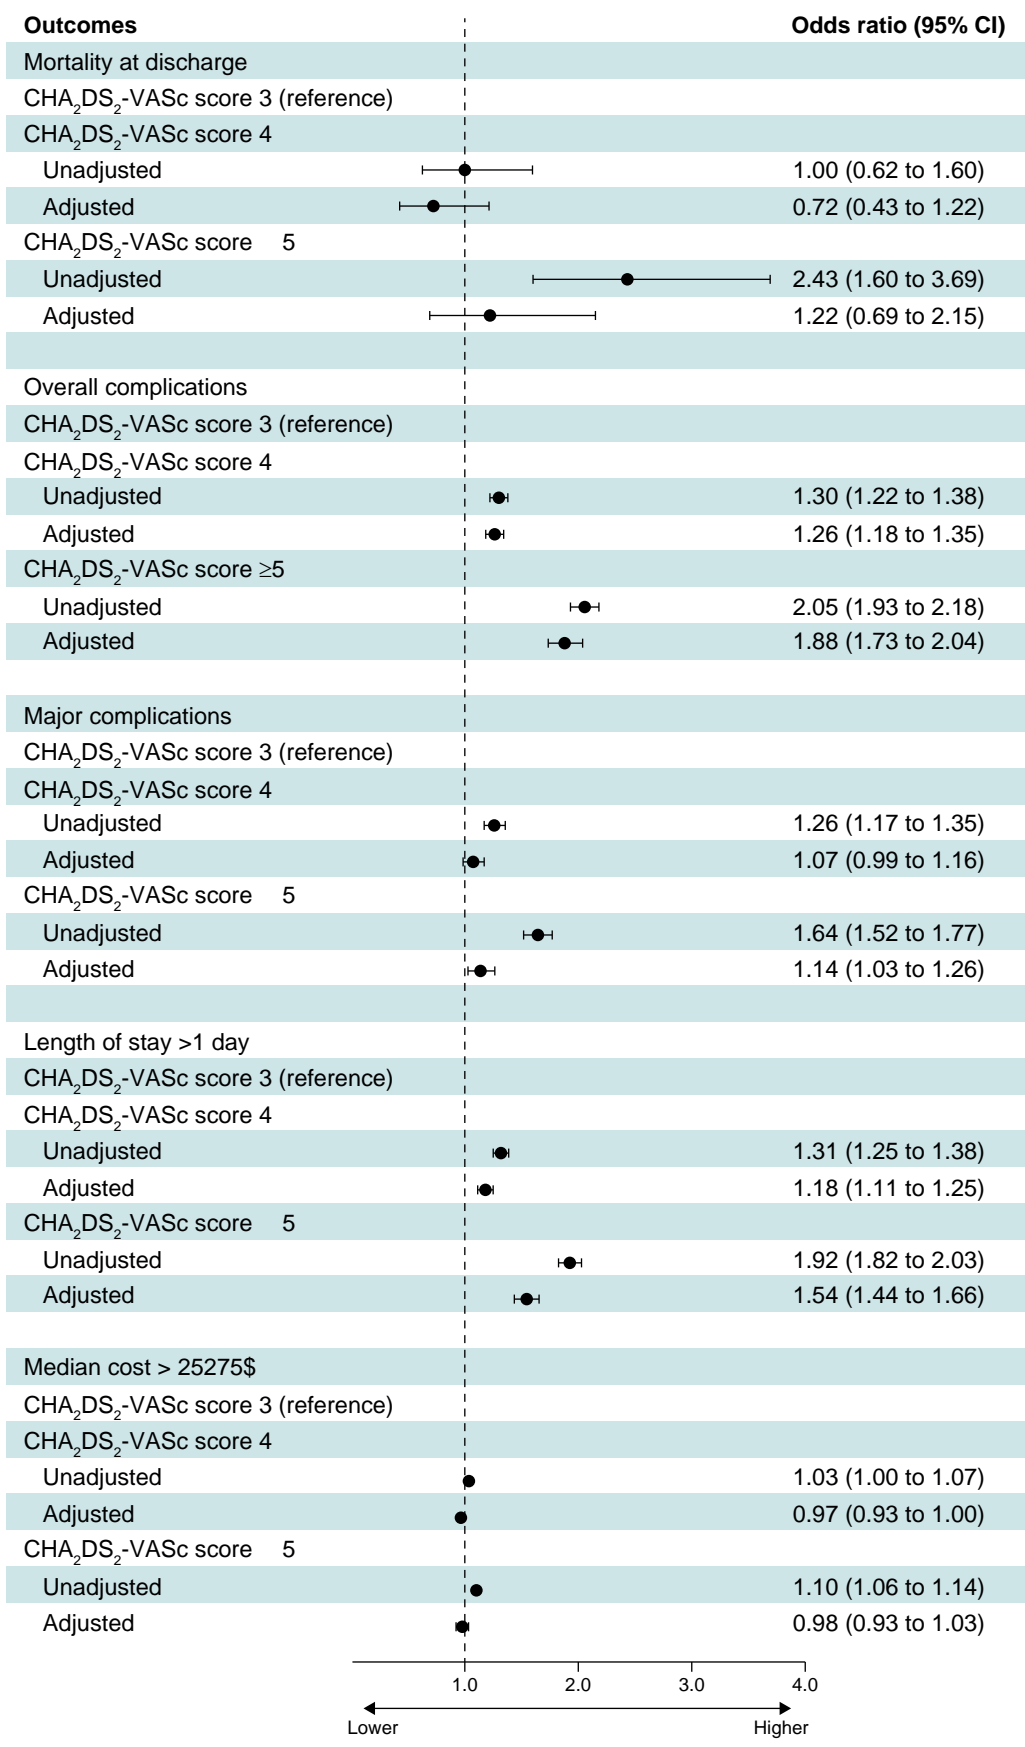 Outcomes Odds ratio (95% CI)
Mortality at discharge
CHA₂DS₂-VASc score 3 (reference)
CHA₂DS₂-VASc score 4
Unadjusted 1.00 (0.62 to 1.60)
Adjusted 0.72 (0.43 to 1.22)
CHA₂DS₂-VASc score 5
Unadjusted 2.43 (1.60 to 3.69)
Adjusted 1.22 (0.69 to 2.15)
Overall complications
CHA₂DS₂-VASc score 3 (reference)
CHA₂DS₂-VASc score 4
Unadjusted 1.30 (1.22 to 1.38)
Adjusted 1.26 (1.18 to 1.35)
CHA₂DS₂-VASc score ≥5
Unadjusted 2.05 (1.93 to 2.18)
Adjusted 1.88 (1.73 to 2.04)
Major complications
CHA₂DS₂-VASc score 3 (reference)
CHA₂DS₂-VASc score 4
Unadjusted 1.26 (1.17 to 1.35)
Adjusted 1.07 (0.99 to 1.16)
CHA₂DS₂-VASc score 5
Unadjusted 1.64 (1.52 to 1.77)
Adjusted 1.14 (1.03 to 1.26)
Length of stay >1 day
CHA₂DS₂-VASc score 3 (reference)
CHA₂DS₂-VASc score 4
Unadjusted 1.31 (1.25 to 1.38)
Adjusted 1.18 (1.11 to 1.25)
CHA₂DS₂-VASc score 5
Unadjusted 1.92 (1.82 to 2.03)
Adjusted 1.54 (1.44 to 1.66)
Median cost > 25275$
CHA₂DS₂-VASc score 3 (reference)
CHA₂DS₂-VASc score 4
Unadjusted 1.03 (1.00 to 1.07)
Adjusted 0.97 (0.93 to 1.00)
CHA₂DS₂-VASc score 5
Unadjusted 1.10 (1.06 to 1.14)
Adjusted 0.98 (0.93 to 1.03)
1.0 2.0 3.0 4.0
Lower Higher